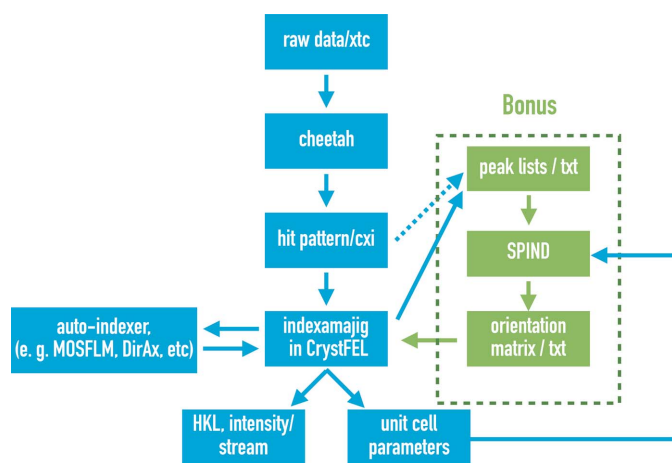 raw data/xtc
Bonus
cheetah
peak lists / txt
hit pattern/cxi
SPIND
auto-indexer,
(e. g. MOSFLM, DirAx, etc)
indexamajig
in CrystFEL
orientation
matrix / txt
HKL, intensity/
stream
unit cell
parameters